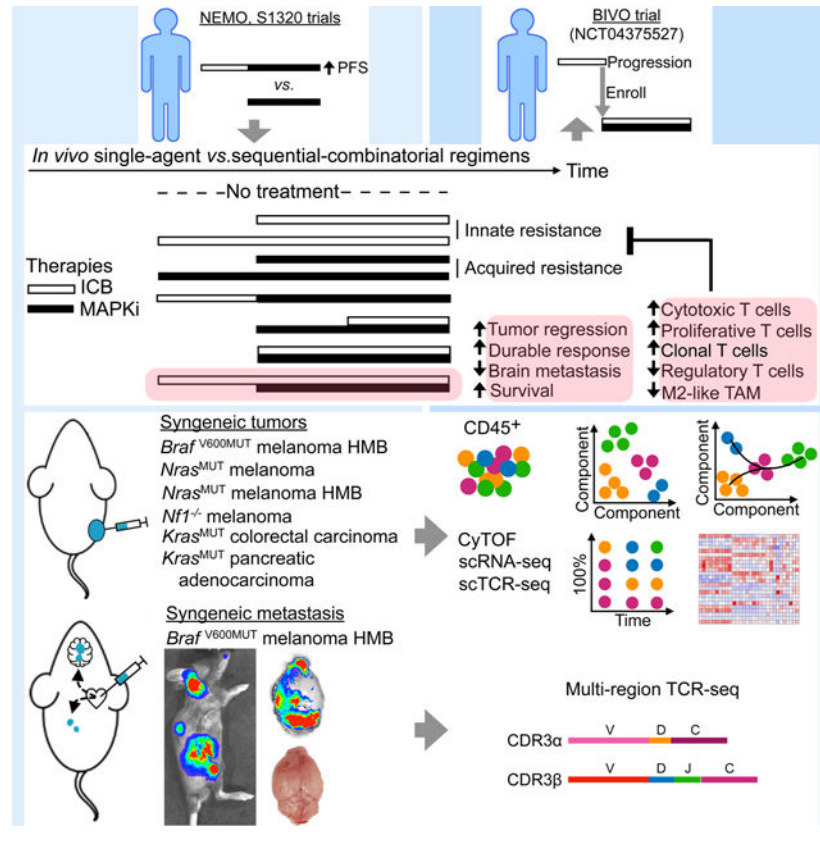 NEMO, S1320 trials
PFS
vs.
BIVO trial
(NCT04375527)
Progression
Enroll
In vivo single-agent vs.sequential-combinatorial regimens
Time
No treatment
Innate resistance
Therapies
ICB
MAPKi
Acquired resistance
Tumor regression
Durable response
Brain metastasis
Survival
Cytotoxic T cells
Proliferative T cells
Clonal T cells
Regulatory T cells
M2-like TAM
Syngeneic tumors
Braf V600MUT melanoma HMB
NrasMUT melanoma
NrasMUT melanoma HMB
Nf1-/- melanoma
KrasMUT colorectal carcinoma
KrasMUT pancreatic
adenocarcinoma
CD45+
Component
Component
Component
Component
CyTOF
scRNA-seq
scTCR-seq
100%
Time
Syngeneic metastasis
Braf V600MUT melanoma HMB
Multi-region TCR-seq
V D C
CDR3α
V D J C
CDR3β